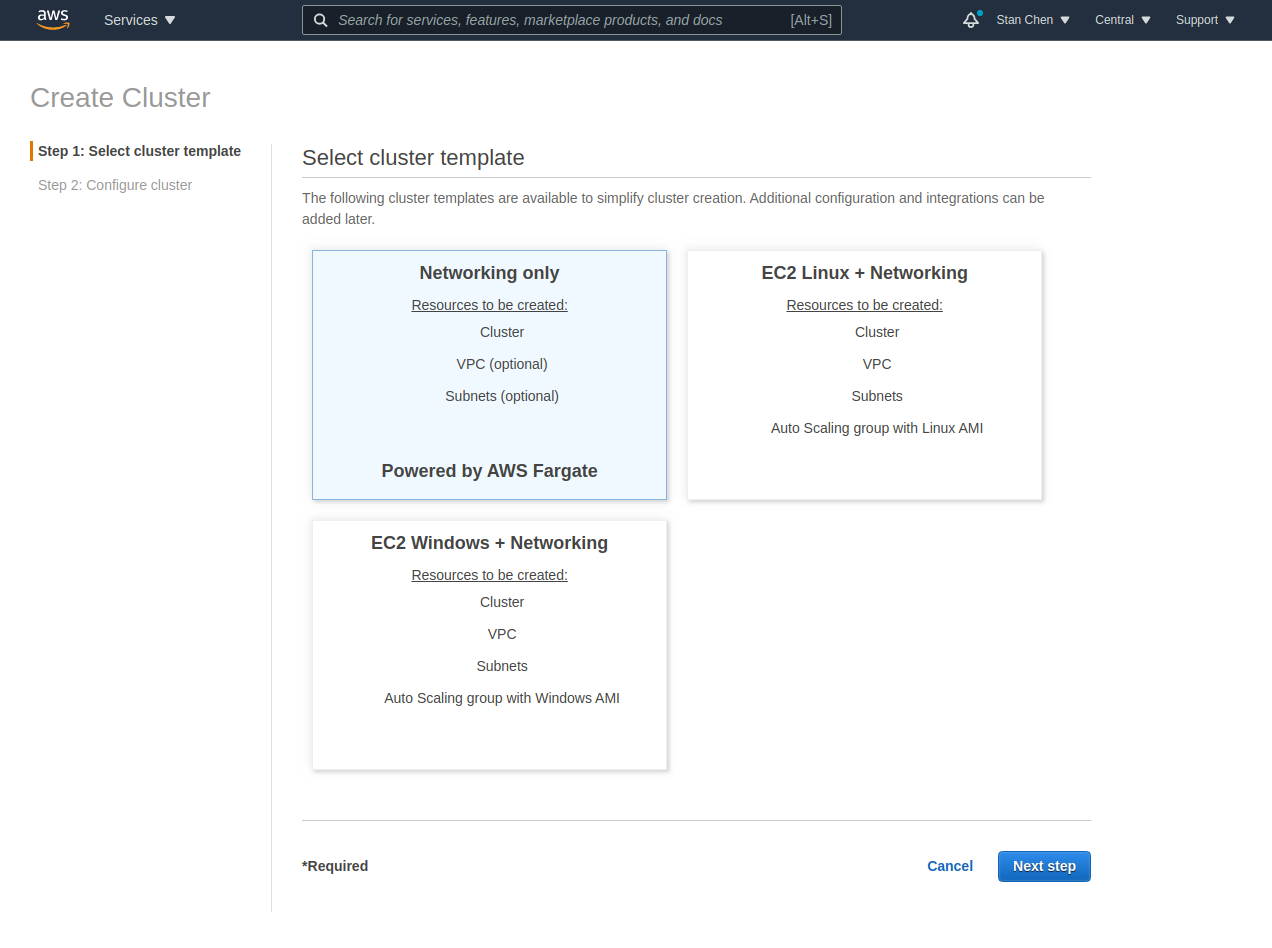 aws Services Search for services, features, marketplace products, and docs [Alt+S] Stan Chen Central Support
Create Cluster
Step 1: Select cluster template
Step 2: Configure cluster
Select cluster template
The following cluster templates are available to simplify cluster creation. Additional configuration and integrations can be
added later.
Networking only
Resources to be created:
Cluster
VPC (optional)
Subnets (optional)
Powered by AWS Fargate
EC2 Linux + Networking
Resources to be created:
Cluster
VPC
Subnets
Auto Scaling group with Linux AMI
EC2 Windows + Networking
Resources to be created:
Cluster
VPC
Subnets
Auto Scaling group with Windows AMI
*Required
Cancel
Next step